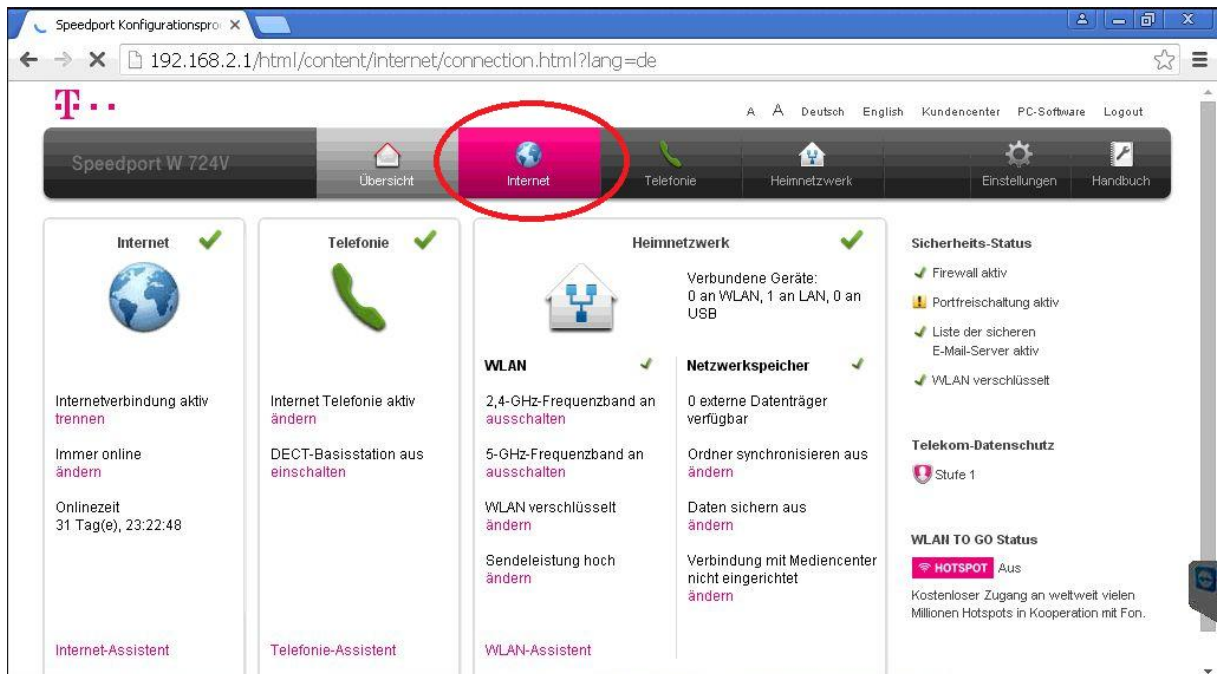 Speedport Konfigurationspro
192.168.2.1/html/content/internet/connection.html?lang=de
T
A A Deutsch English Kundencenter PC-Software Logout
Speedport W 724V
Übersicht
Internet
Telefonie
Heimnetzwerk
Einstellungen
Handbuch
Internet
Internetverbindung aktiv
trennen
Immer online
ändern
Onlinezeit
31 Tag(e), 23:22:48
Internet-Assistent
Telefonie
Internet Telefonie aktiv
ändern
DECT-Basisstation aus
einschalten
Telefonie-Assistent
Heimnetzwerk
Verbundene Geräte:
0 an WLAN, 1 an LAN, 0 an
USB
WLAN
2,4-GHz-Frequenzband an
ausschalten
5-GHz-Frequenzband an
ausschalten
WLAN verschlüsselt
ändern
Sendeleistung hoch
ändern
WLAN-Assistent
Netzwerkspeicher
0 externe Datenträger
verfügbar
Ordner synchronisieren aus
ändern
Daten sichern aus
ändern
Verbindung mit Mediencenter
nicht eingerichtet
ändern
Sicherheits-Status
Firewall aktiv
Portfreischaltung aktiv
Liste der sicheren
E-Mail-Server aktiv
WLAN verschlüsselt
Telekom-Datenschutz
Stufe 1
WLAN TO GO Status
HOTSPOT Aus
Kostenloser Zugang an weltweit vielen
Millionen Hotspots in Kooperation mit Fon.